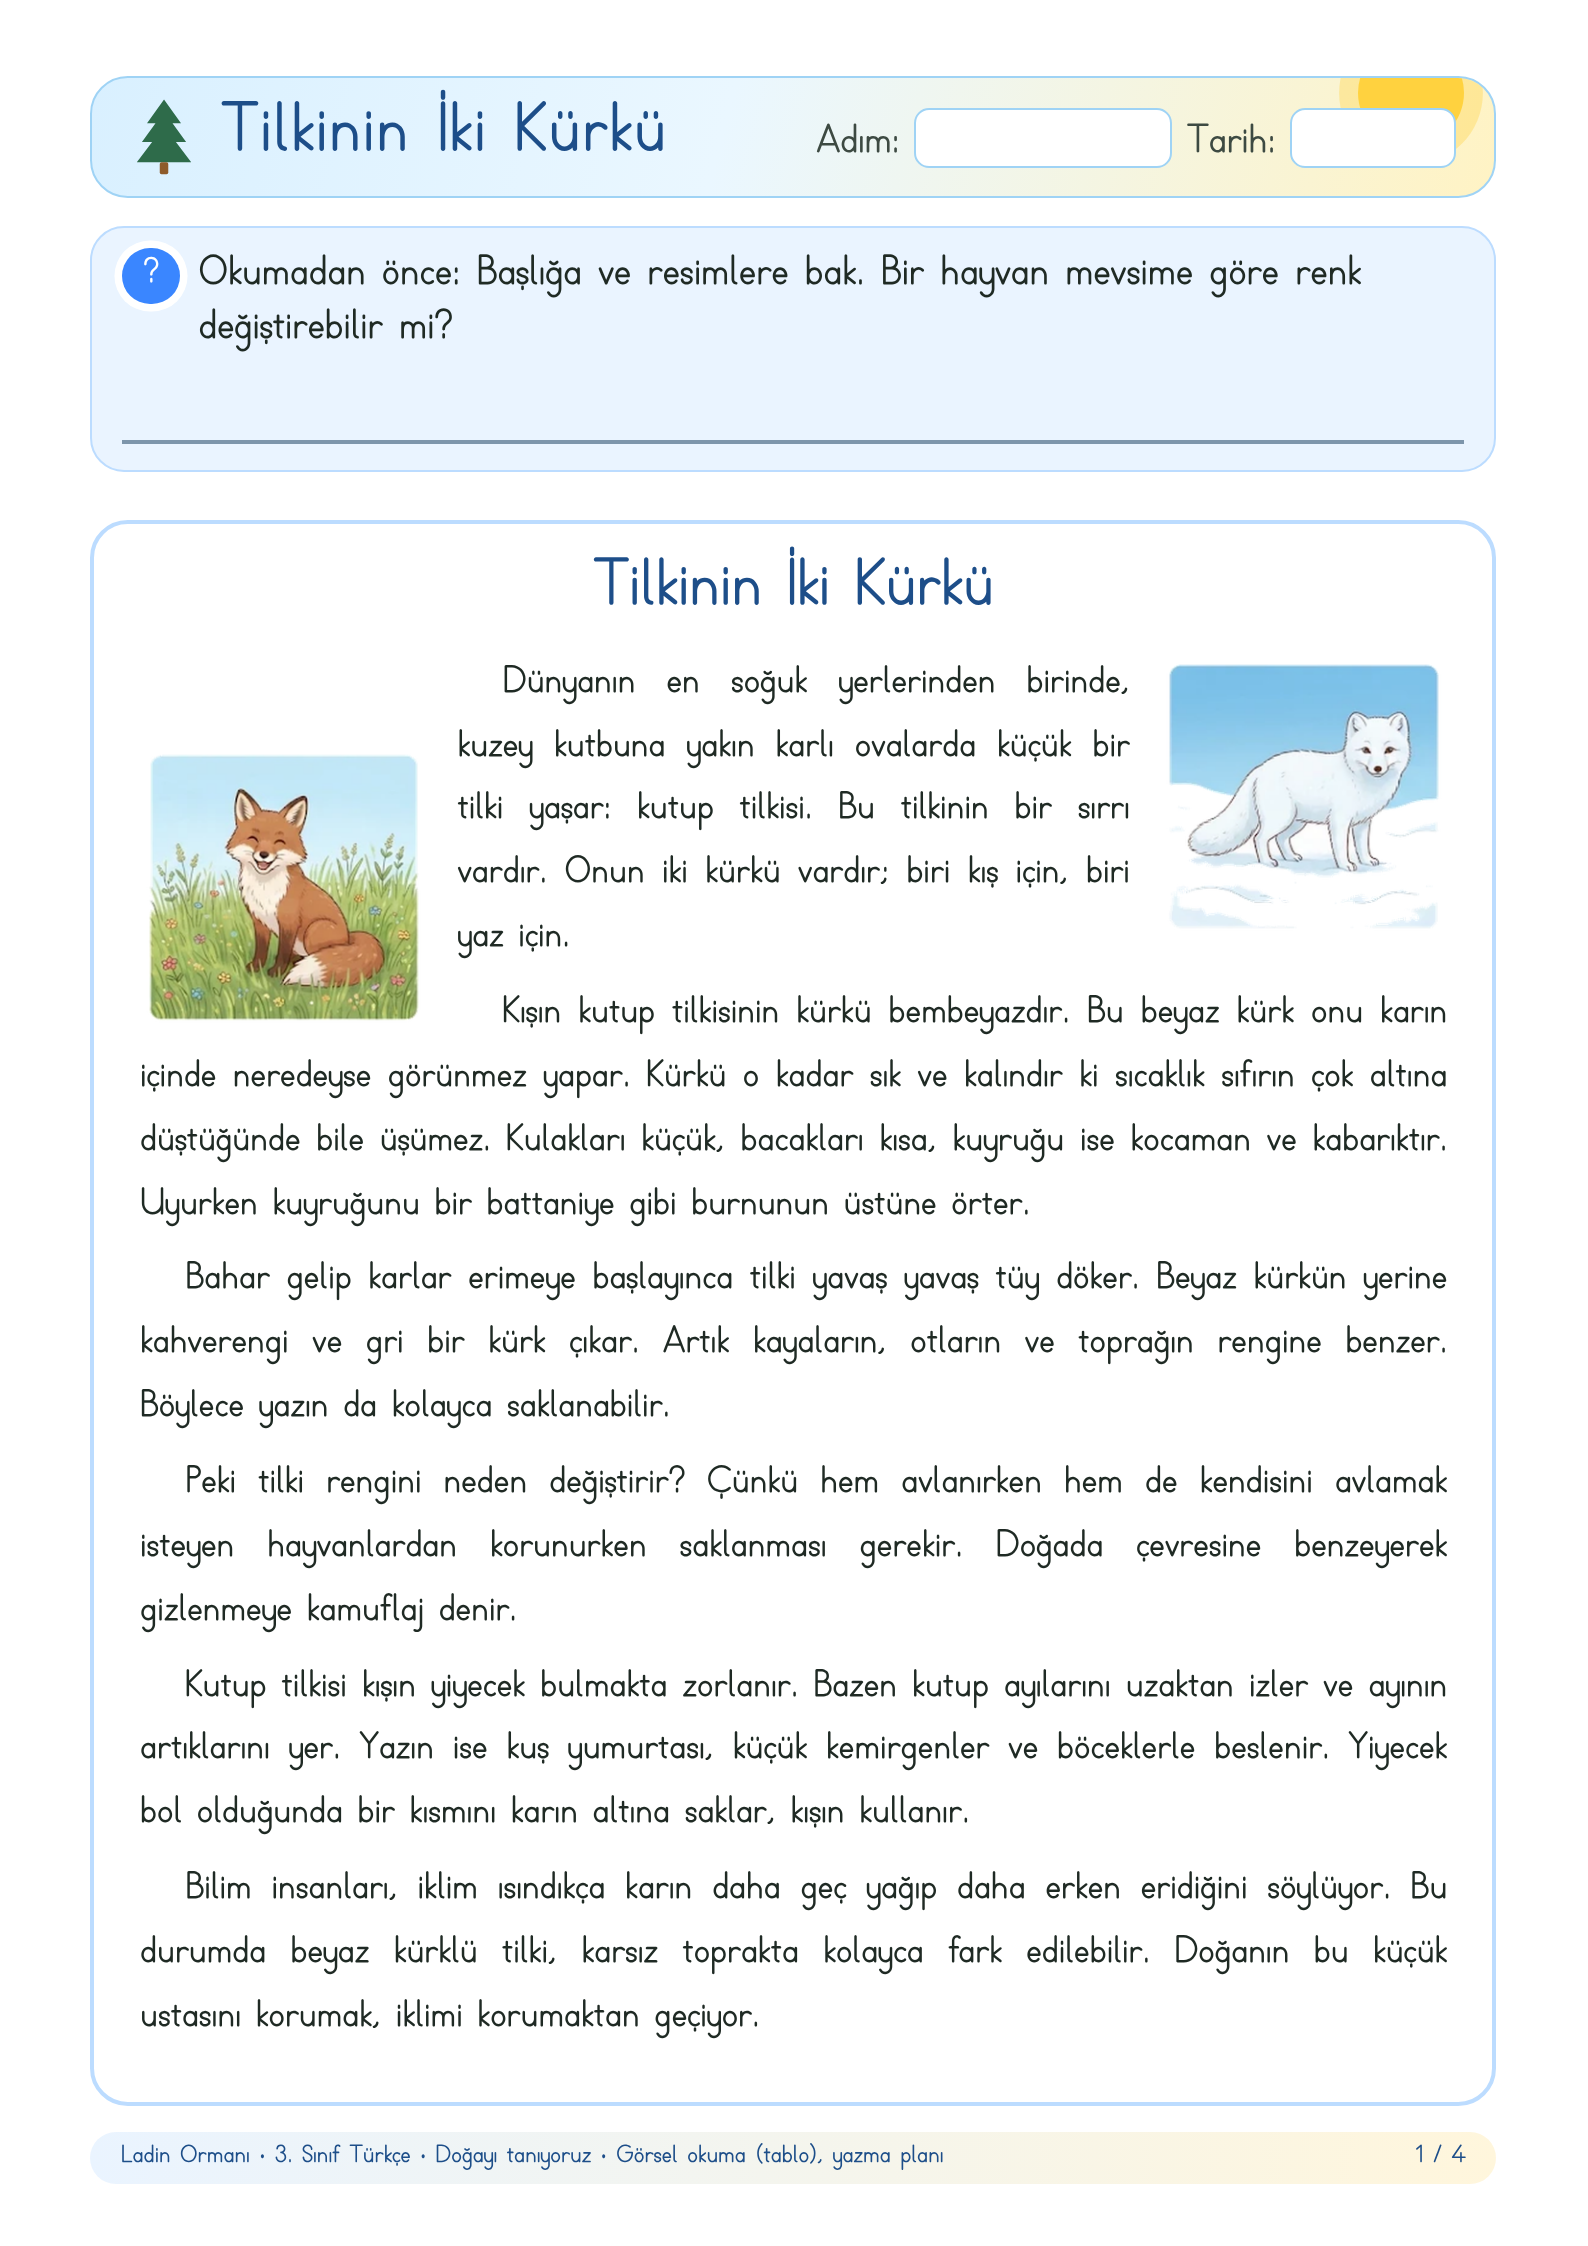 Tilkinin İki Kürkü
Adım:
Tarih:
?
Okumadan önce: Başlığa ve resimlere bak. Bir hayvan mevsime göre renk
değiştirebilir mi?
Tilkinin İki Kürkü
Dünyanın en soğuk yerlerinden birinde,
kuzey kutbuna yakın karlı ovalarda küçük bir
tilki yaşar: kutup tilkisi. Bu tilkinin bir sırrı
vardır. Onun iki kürkü vardır; biri kış için, biri
yaz için.
Kışın kutup tilkisinin kürkü bembeyazdır. Bu beyaz kürk onu karın
içinde neredeyse görünmez yapar. Kürkü o kadar sık ve kalındır ki sıcaklık sıfırın çok altına
düştüğünde bile üşümez. Kulakları küçük, bacakları kısa, kuyruğu ise kocaman ve kabarıktır.
Uyurken kuyruğunu bir battaniye gibi burnunun üstüne örter.
Bahar gelip karlar erimeye başlayınca tilki yavaş yavaş tüy döker. Beyaz kürkün yerine
kahverengi ve gri bir kürk çıkar. Artık kayaların, otların ve toprağın rengine benzer.
Böylece yazın da kolayca saklanabilir.
Peki tilki rengini neden değiştirir? Çünkü hem avlanırken hem de kendisini avlamak
isteyen hayvanlardan korunurken saklanması gerekir. Doğada çevresine benzeyerek
gizlenmeye kamuflaj denir.
Kutup tilkisi kışın yiyecek bulmakta zorlanır. Bazen kutup ayılarını uzaktan izler ve ayının
artıklarını yer. Yazın ise kuş yumurtası, küçük kemirgenler ve böceklerle beslenir. Yiyecek
bol olduğunda bir kısmını karın altına saklar, kışın kullanır.
Bilim insanları, iklim ısındıkça karın daha geç yağıp daha erken eridiğini söylüyor. Bu
durumda beyaz kürklü tilki, karsız toprakta kolayca fark edilebilir. Doğanın bu küçük
ustasını korumak, iklimi korumaktan geçiyor.
Ladin Ormanı • 3. Sınıf Türkçe • Doğayı tanıyoruz • Görsel okuma (tablo), yazma planı
1 / 4